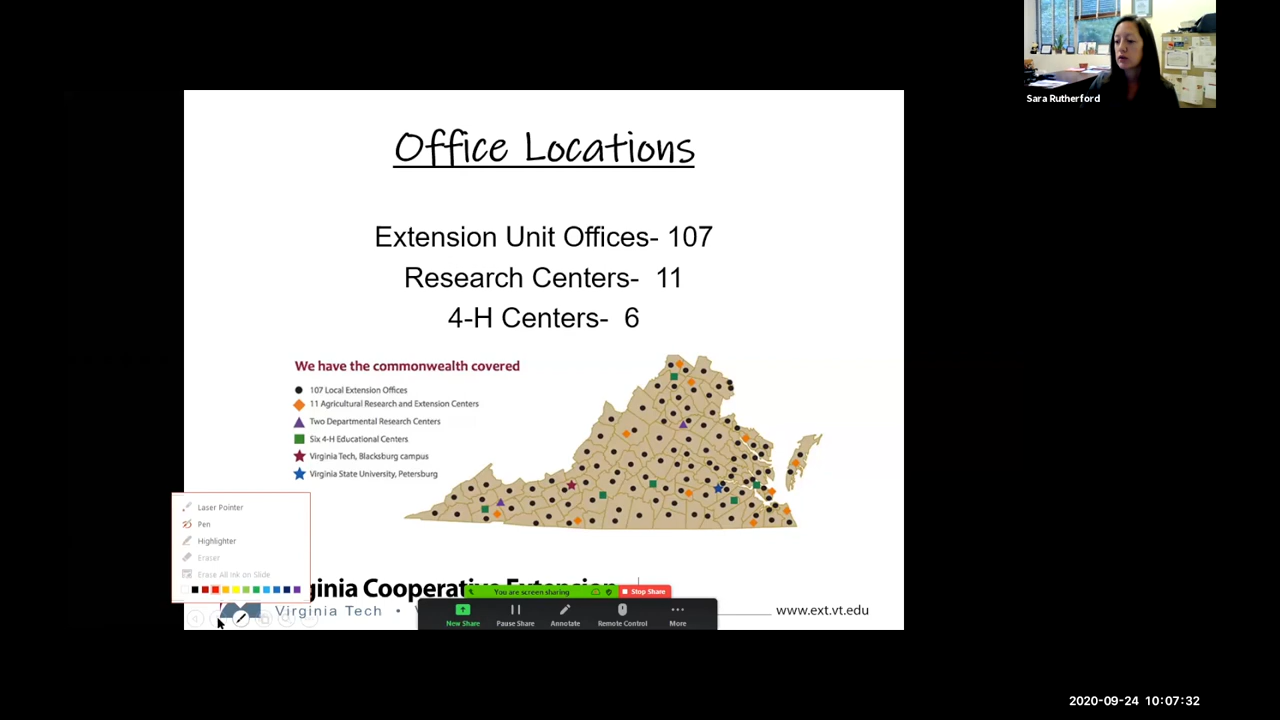 Sara Rutherford
Office Locations
Extension Unit Offices- 107
Research Centers- 11
4-H Centers- 6
We have the commonwealth covered
107 Local Extension Offices
11 Agricultural Research and Extension Centers
Two Departmental Research Centers
Six 4-H Educational Centers
Virginia Tech, Blacksburg campus
Virginia State University, Petersburg
Laser Pointer
Pen
Highlighter
Eraser
Erase All Ink on Slide
You are screen sharing
Stop Share
Virginia Tech •
www.ext.vt.edu
New Share
Pause Share
Annotate
Remote Control
More
2020-09-24 10:07:32